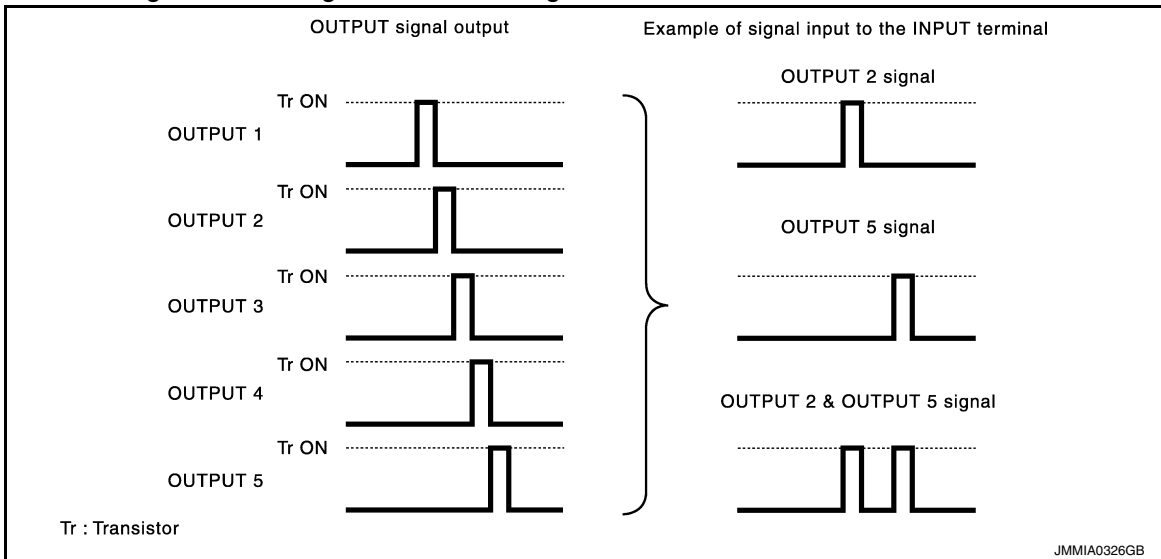 OUTPUT signal output
Example of signal input to the INPUT terminal
Tr ON
OUTPUT 1
Tr ON
OUTPUT 2
Tr ON
OUTPUT 3
Tr ON
OUTPUT 4
Tr ON
OUTPUT 5
OUTPUT 2 signal
OUTPUT 5 signal
OUTPUT 2 & OUTPUT 5 signal
Tr : Transistor
JMMIA0326GB